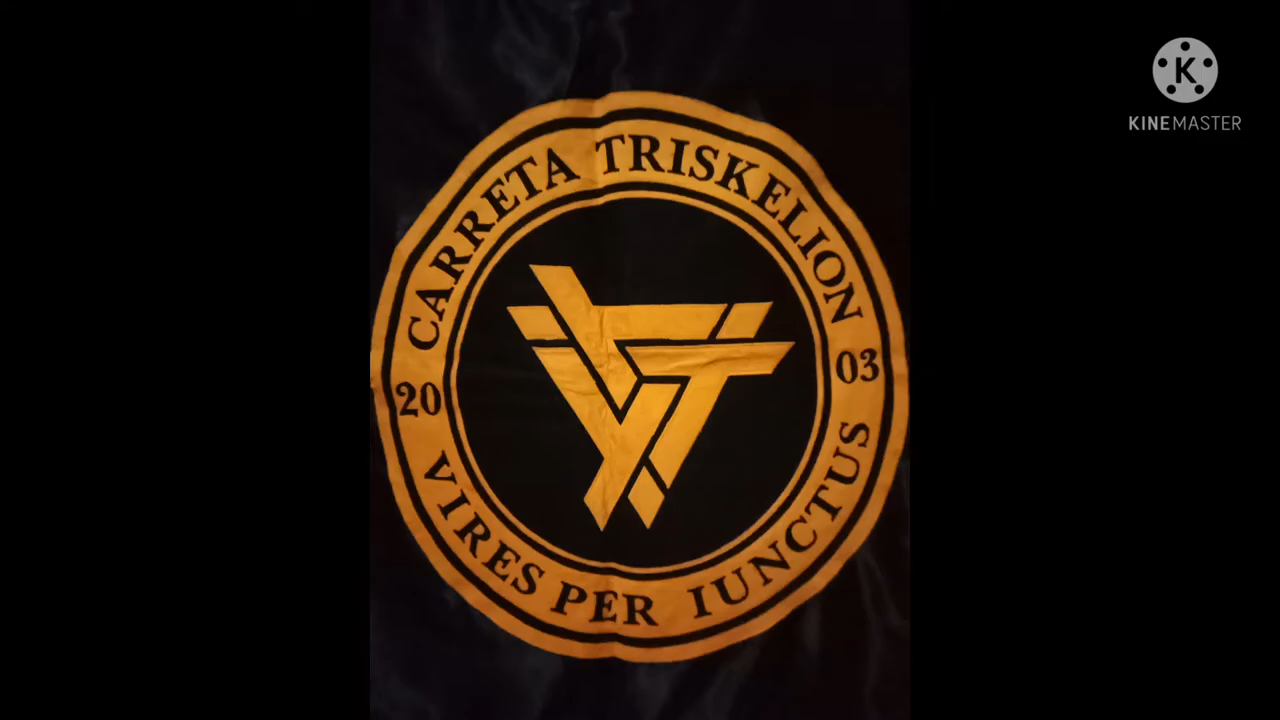 CARRETA TRISKELION
20
03
VIRES PER IUNCTUS
K
KINEMASTER